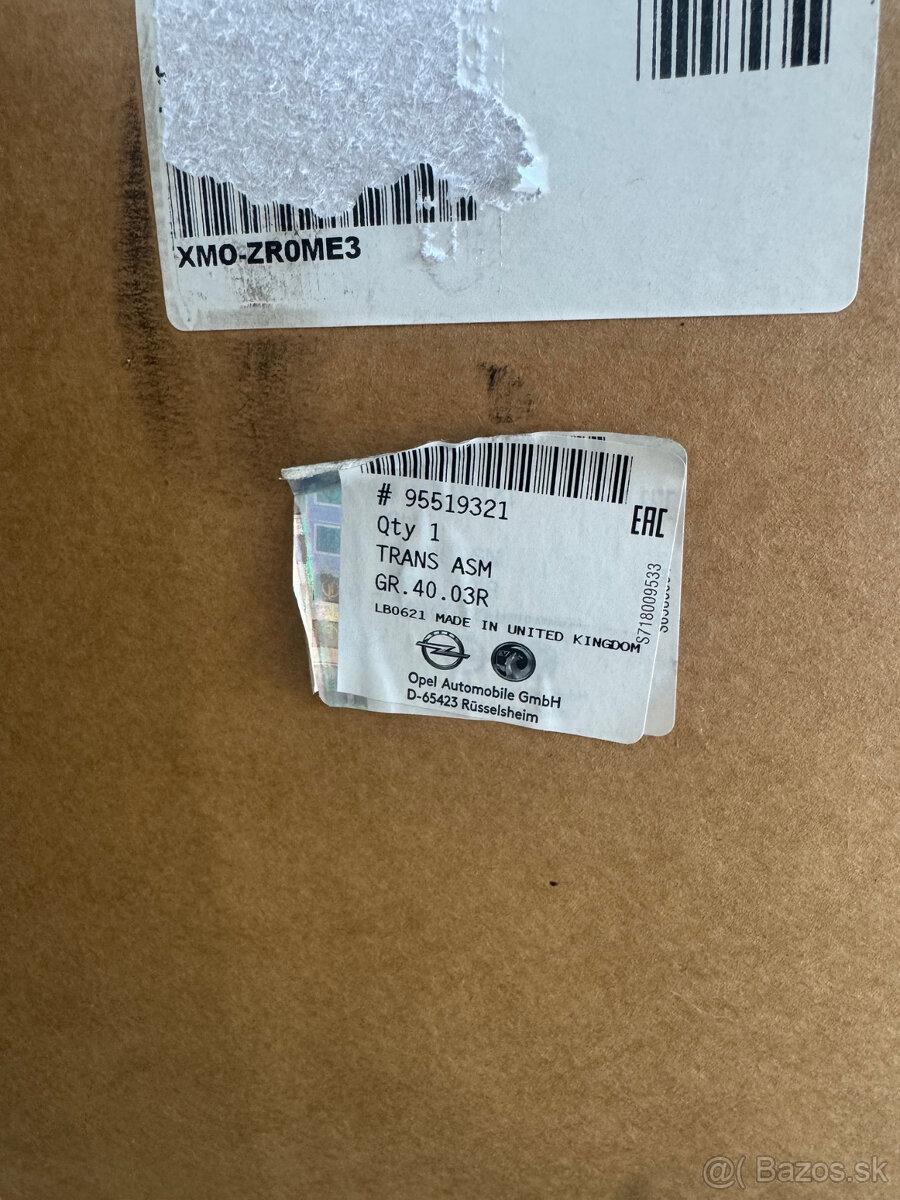 XMO-ZR0ME3
# 95519321
Qty 1
TRANS ASM
GR.40.03R
LB0621 MADE IN UNITED KINGDOM
EAC
S718009533
Opel Automobile GmbH
D-65423 Rüsselsheim
@( Bazos.sk